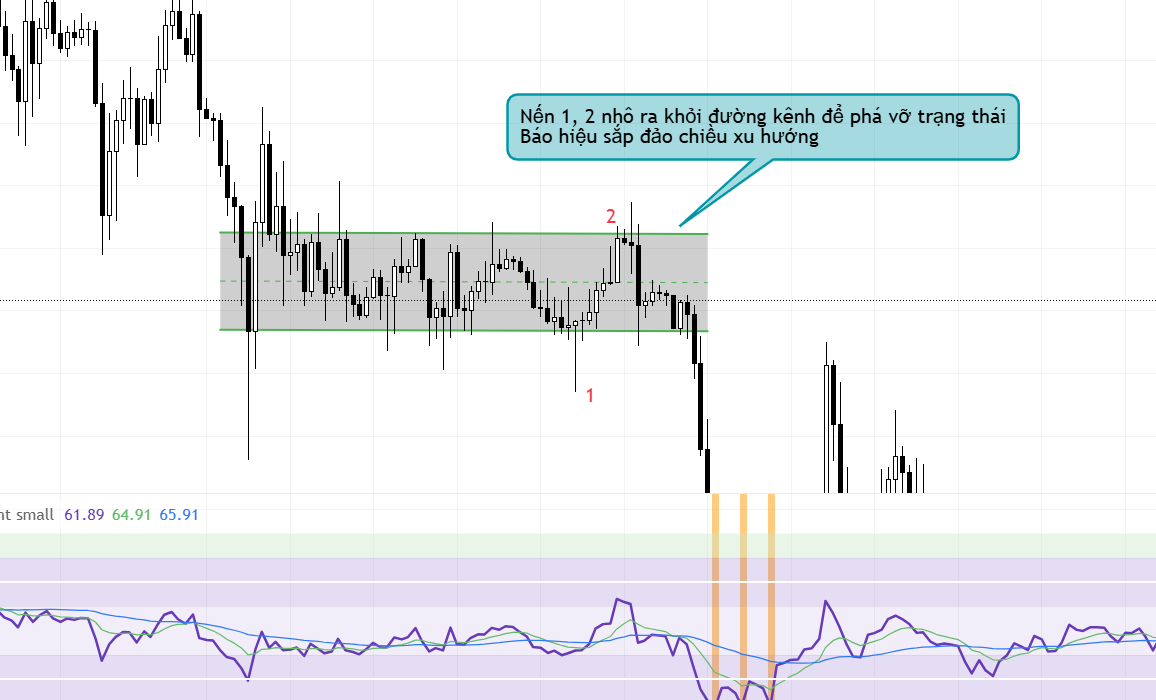 Nến 1, 2 nhô ra khỏi đường kênh để phá vỡ trạng thái
Báo hiệu sắp đảo chiều xu hướng
2
1
nt small 61.89 64.91 65.91